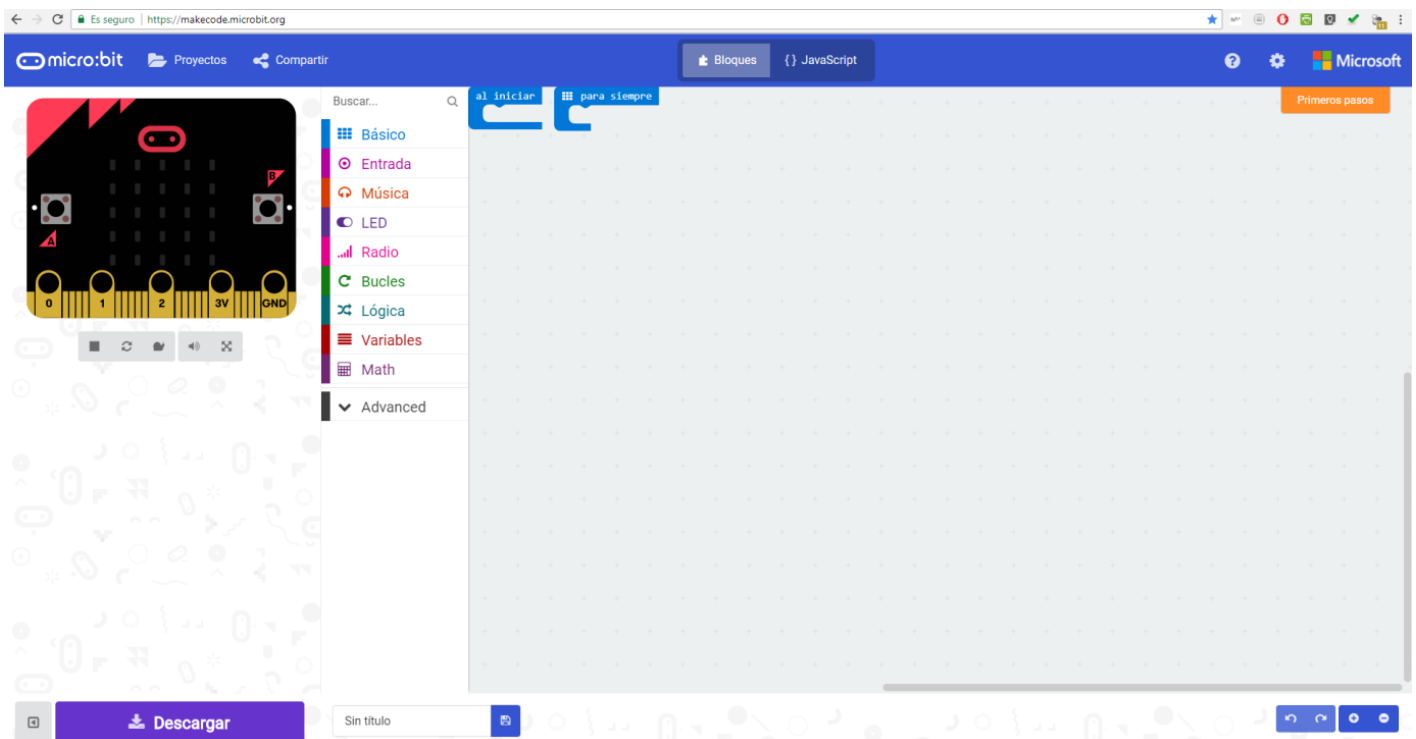 Es seguro | https://makecode.microbit.org
micro:bit Proyectos Compartir
Bloques {} JavaScript
Microsoft
Buscar...
al iniciar
para siempre
Primeros pasos
Básico
Entrada
Música
LED
Radio
Bucles
Lógica
Variables
Math
Advanced
A
B
0 1 2 3V GND
Descargar
Sin título